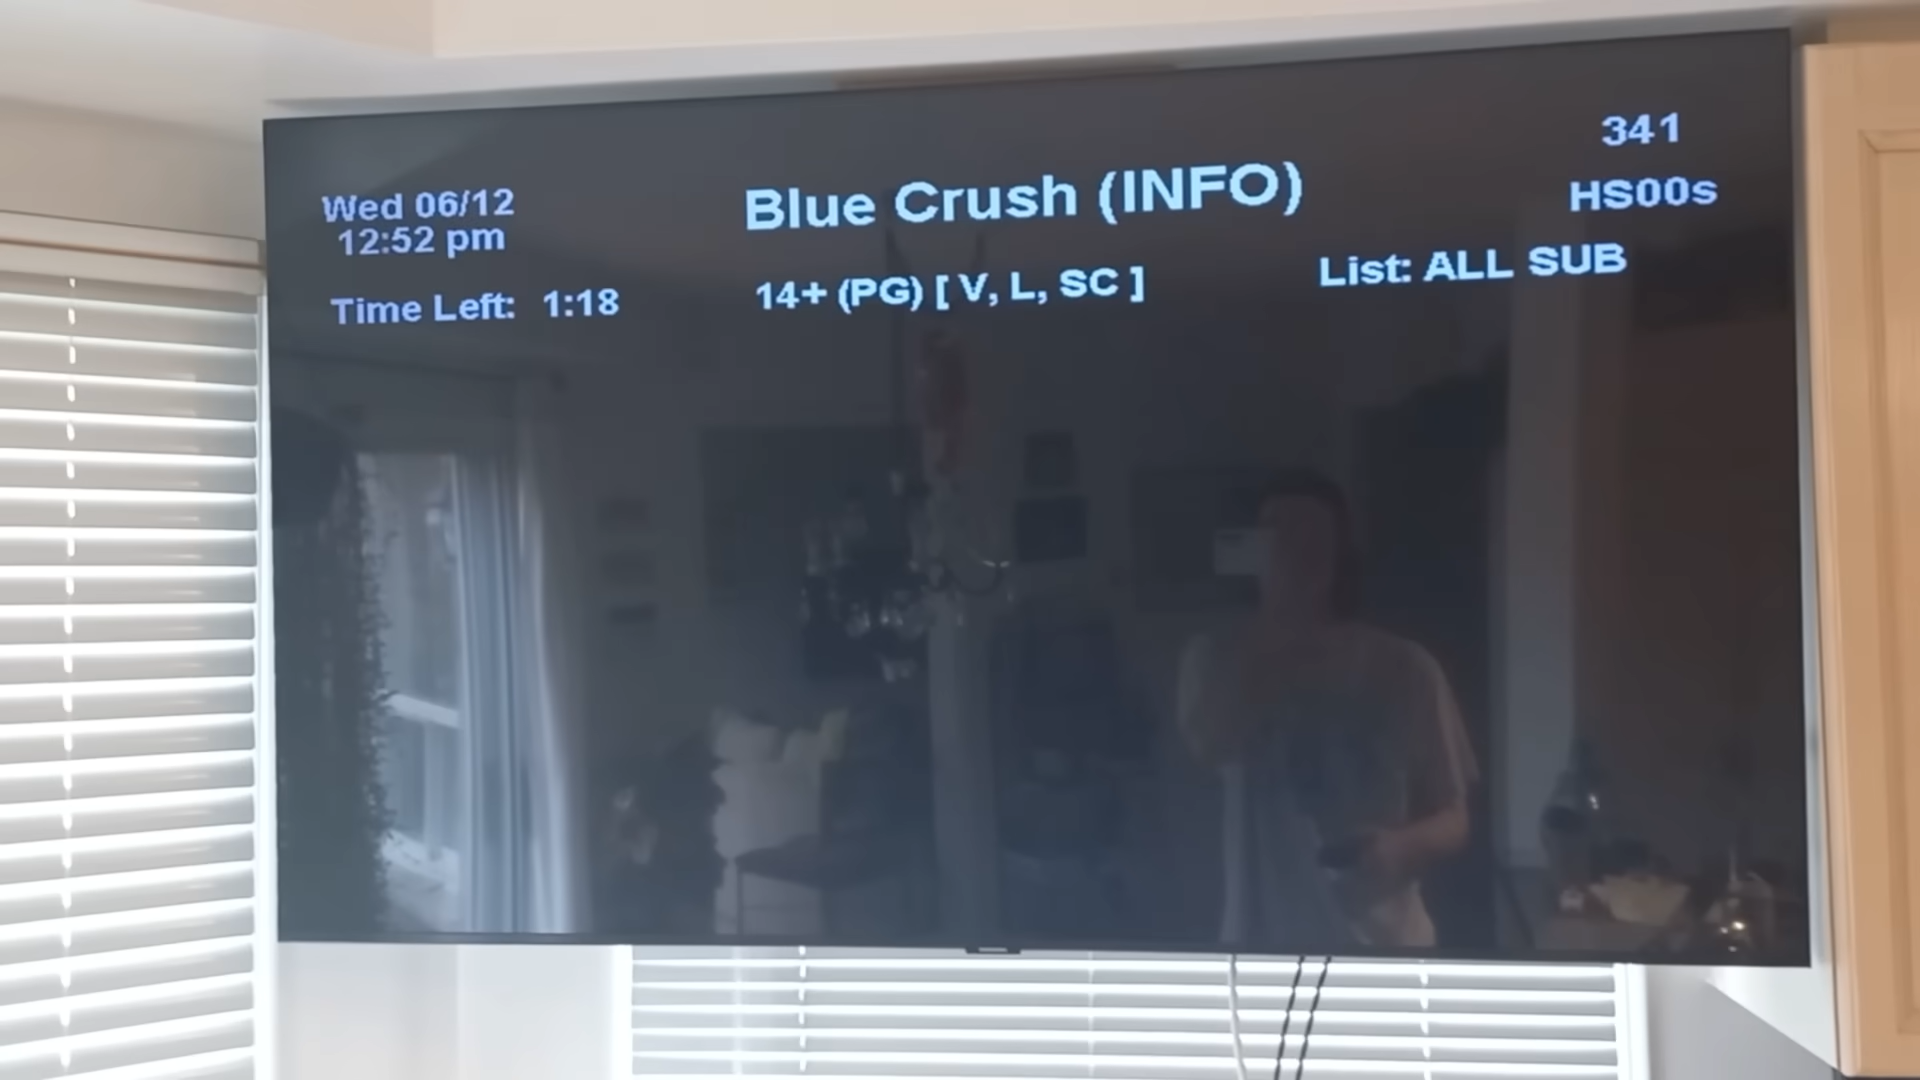 Wed 06/12
12:52 pm
Time Left: 1:18
Blue Crush (INFO)
14+ (PG) [ V, L, SC ]
341
HS00s
List: ALL SUB